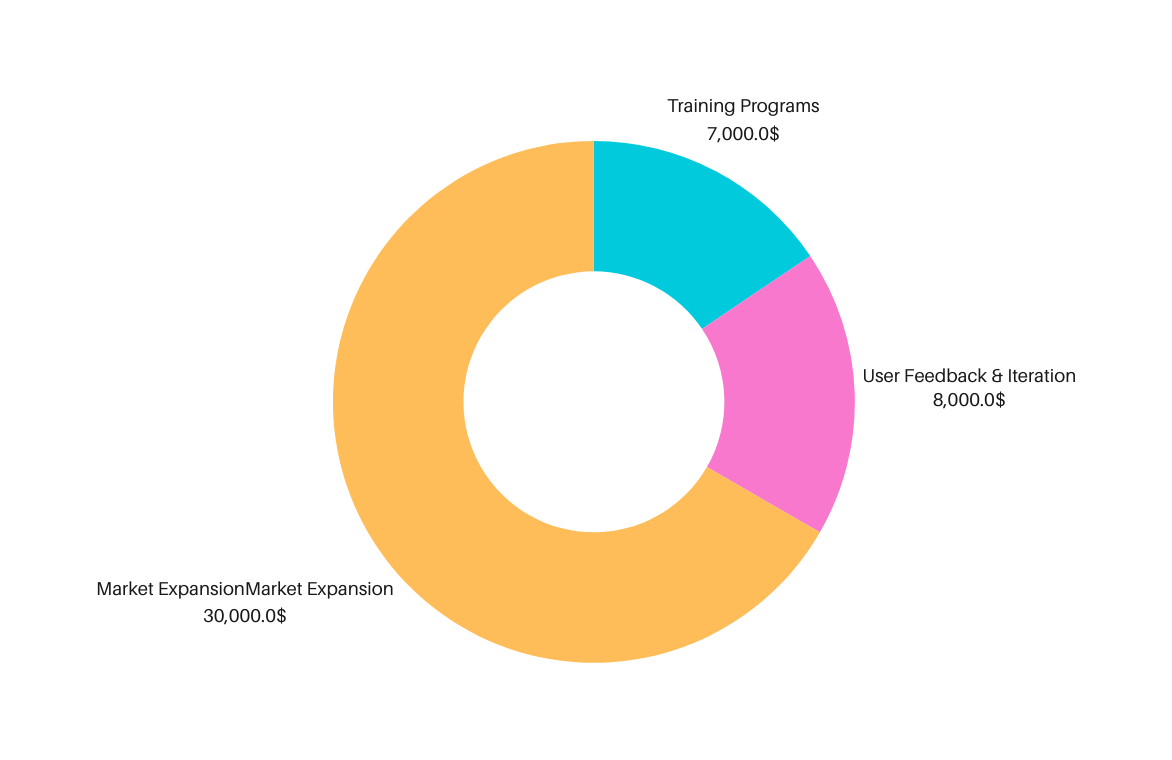 Training Programs
7,000.0$
User Feedback & Iteration
8,000.0$
Market ExpansionMarket Expansion
30,000.0$